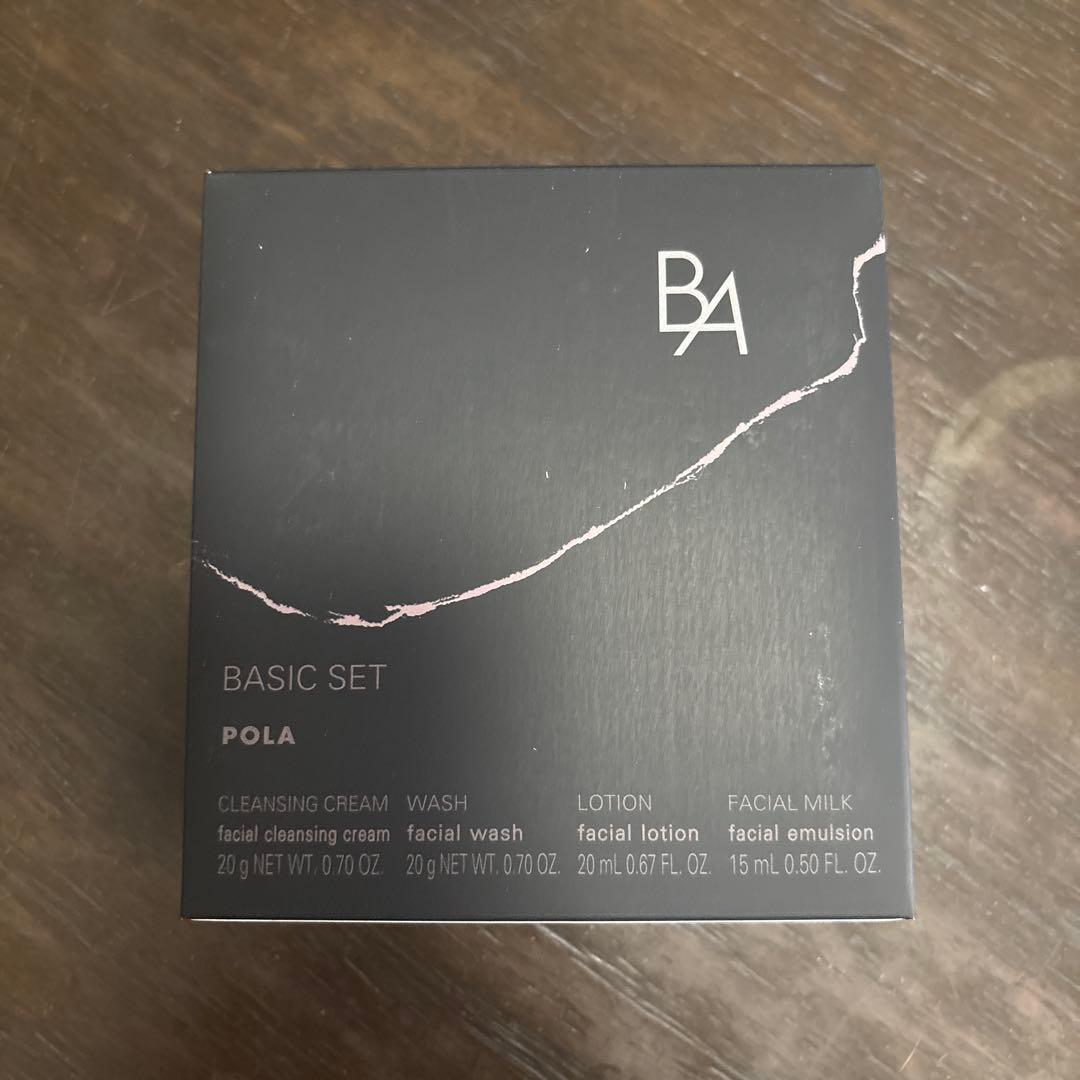 BA
BASIC SET
POLA
CLEANSING CREAM WASH LOTION FACIAL MILK
facial cleansing cream facial wash facial lotion facial emulsion
20 g NET WT. 0.70 OZ. 20 g NET WT. 0.70 OZ. 20 mL 0.67 FL. OZ. 15 mL 0.50 FL. OZ.